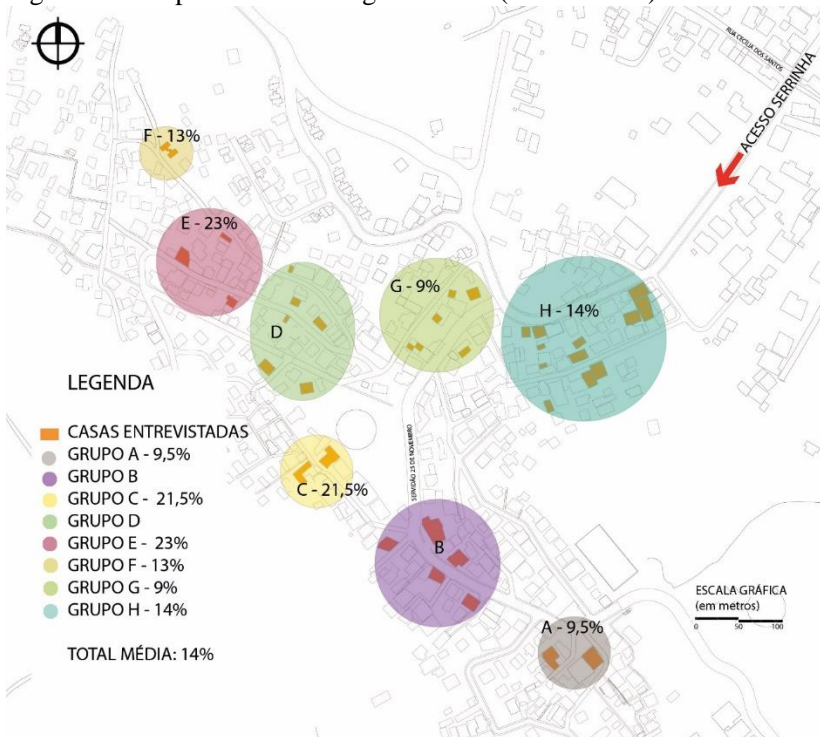 RUA CECILIA DOS SANTOS
ACESSO SERRINHA
F - 13%
E - 23%
G - 9%
H - 14%
D
LEGENDA
CASAS ENTREVISTADAS
GRUPO A - 9,5%
GRUPO B
GRUPO C - 21,5%
GRUPO D
GRUPO E - 23%
GRUPO F - 13%
GRUPO G - 9%
GRUPO H - 14%
TOTAL MÉDIA: 14%
C - 21,5%
SERVIDÃO 25 DE NOVEMBRO
B
A - 9,5%
ESCALA GRÁFICA
(em metros)
0 50 100